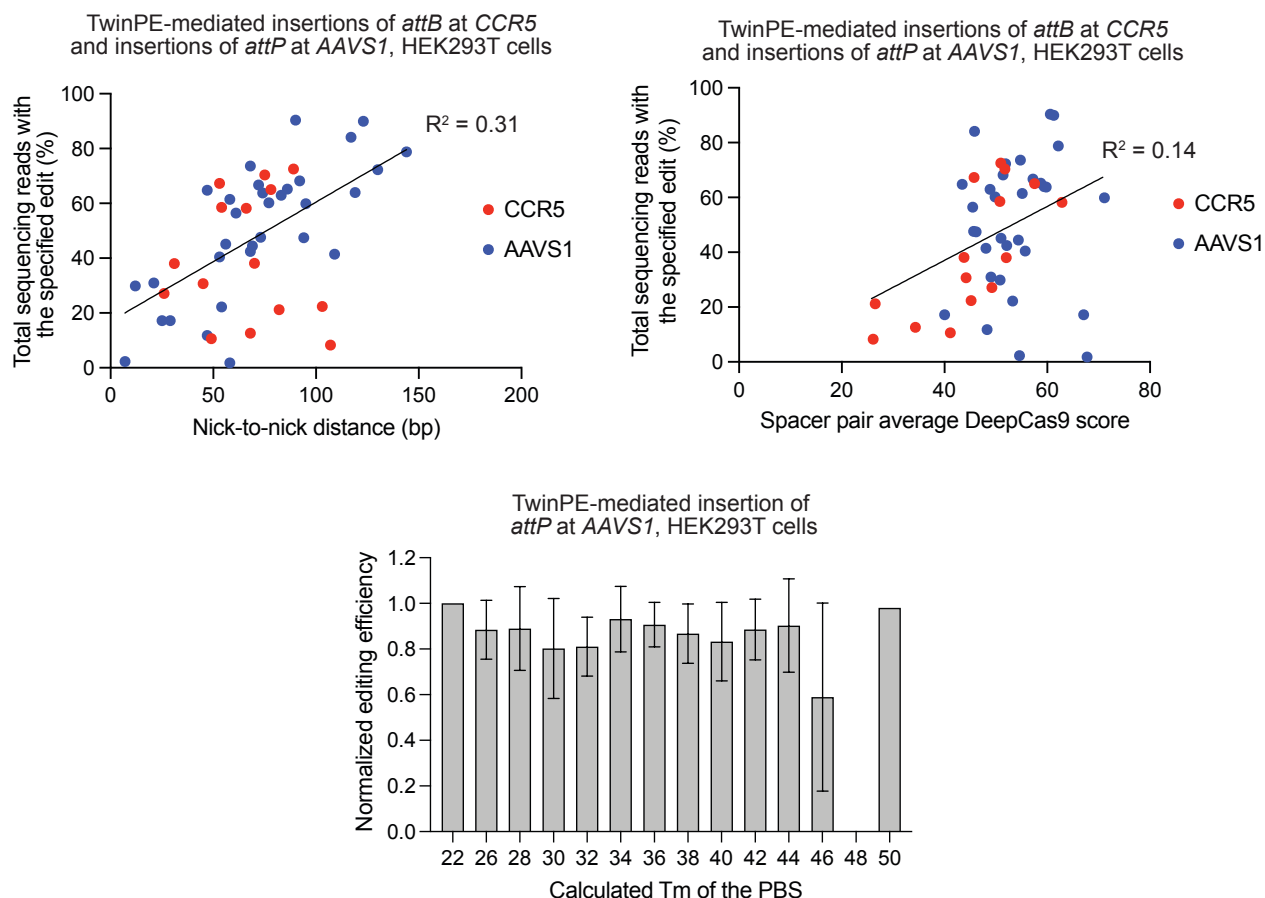 TwinPE-mediated insertions of attB at CCR5
and insertions of attP at AAVS1, HEK293T cells
Total sequencing reads with
the specified edit (%)
100
80
60
40
20
0
0 50 100 150 200
Nick-to-nick distance (bp)
R² = 0.31
CCR5
AAVS1
TwinPE-mediated insertions of attB at CCR5
and insertions of attP at AAVS1, HEK293T cells
Total sequencing reads with
the specified edit (%)
100
80
60
40
20
0
0 20 40 60 80
Spacer pair average DeepCas9 score
R² = 0.14
CCR5
AAVS1
TwinPE-mediated insertion of
attP at AAVS1, HEK293T cells
Normalized editing efficiency
1.2
1.0
0.8
0.6
0.4
0.2
0.0
22 26 28 30 32 34 36 38 40 42 44 46 48 50
Calculated Tm of the PBS